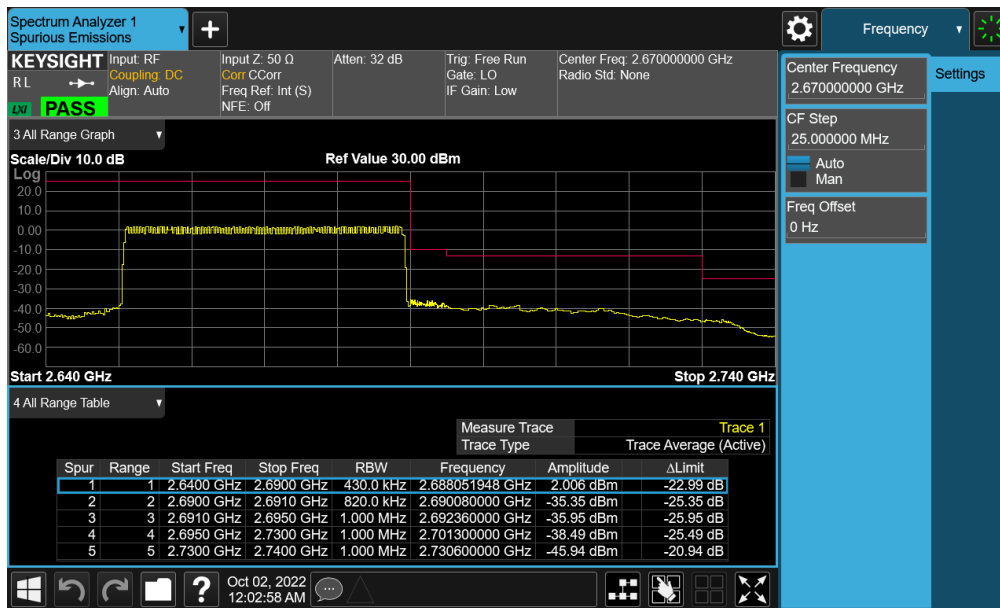 Spectrum Analyzer 1
Spurious Emissions
+
Frequency
KEYSIGHT
R L
LXI
PASS
Input: RF
Coupling: DC
Align: Auto
Input Z: 50 Ω
Corr CCorr
Freq Ref: Int (S)
NFE: Off
Atten: 32 dB
Trig: Free Run
Gate: LO
IF Gain: Low
Center Freq: 2.670000000 GHz
Radio Std: None
Center Frequency
2.670000000 GHz
Settings
CF Step
25.000000 MHz
Auto
Man
Freq Offset
0 Hz
3 All Range Graph
Scale/Div 10.0 dB
Ref Value 30.00 dBm
Log
20.0
10.0
0.00
-10.0
-20.0
-30.0
-40.0
-50.0
-60.0
Start 2.640 GHz
Stop 2.740 GHz
4 All Range Table
Measure Trace Trace 1
Trace Type Trace Average (Active)
Spur Range Start Freq Stop Freq RBW Frequency Amplitude ΔLimit
1 1 2.6400 GHz 2.6900 GHz 430.0 kHz 2.688051948 GHz 2.006 dBm -22.99 dB
2 2 2.6900 GHz 2.6910 GHz 820.0 kHz 2.690080000 GHz -35.35 dBm -25.35 dB
3 3 2.6910 GHz 2.6950 GHz 1.000 MHz 2.692360000 GHz -35.95 dBm -25.95 dB
4 4 2.6950 GHz 2.7300 GHz 1.000 MHz 2.701300000 GHz -38.49 dBm -25.49 dB
5 5 2.7300 GHz 2.7400 GHz 1.000 MHz 2.730600000 GHz -45.94 dBm -20.94 dB
?
Oct 02, 2022
12:02:58 AM